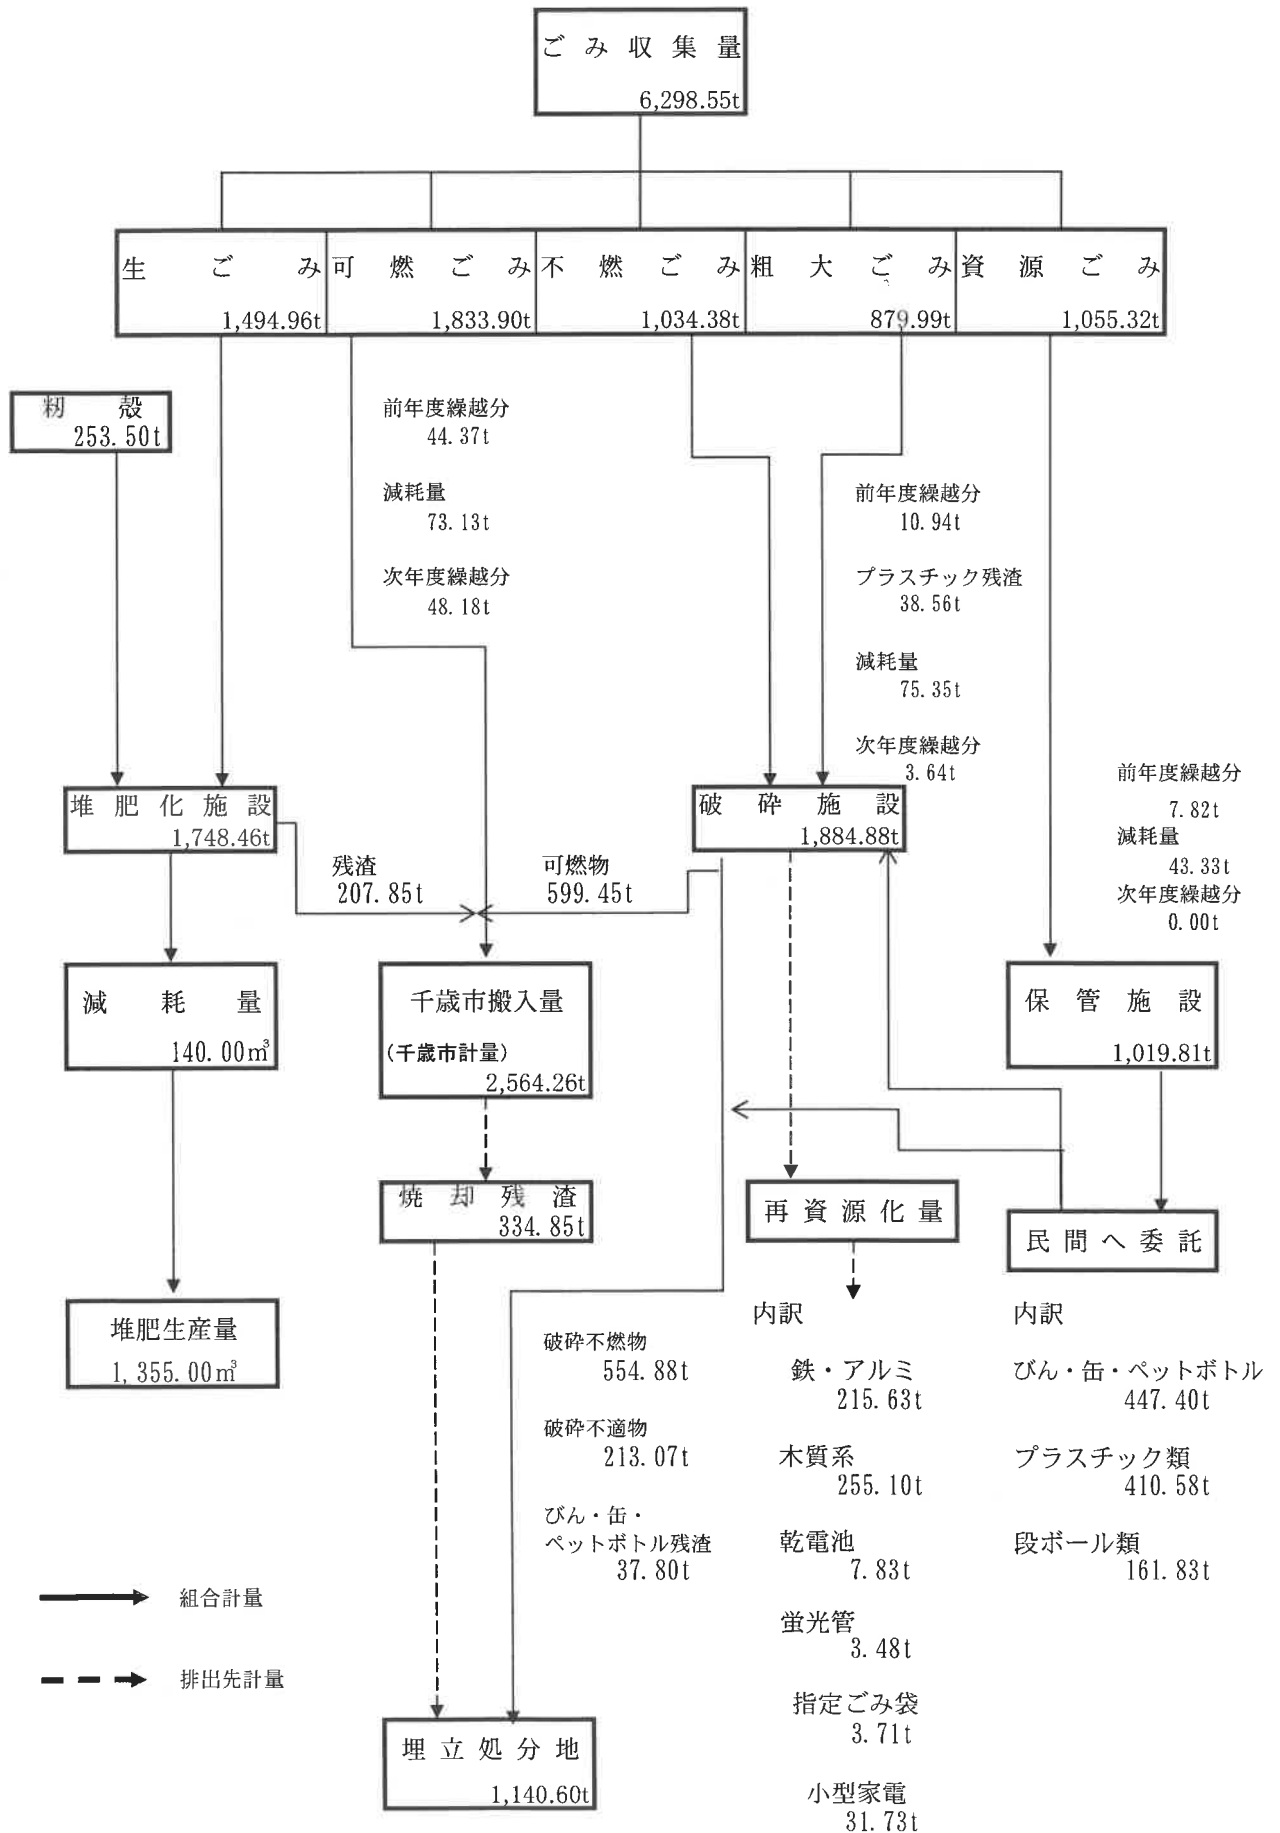 ごみ収集量
6,298.55t
生ごみ
1,494.96t
可燃ごみ
1,833.90t
不燃ごみ
1,034.38t
粗大ごみ
879.99t
資源ごみ
1,055.32t
籾殻
253.50t
前年度繰越分
44.37t
減耗量
73.13t
次年度繰越分
48.18t
前年度繰越分
10.94t
プラスチック残渣
38.56t
減耗量
75.35t
次年度繰越分
3.64t
前年度繰越分
7.82t
減耗量
43.33t
次年度繰越分
0.00t
堆肥化施設
1,748.46t
破砕施設
1,884.88t
残渣
207.85t
可燃物
599.45t
減耗量
140.00㎥
千歳市搬入量
(千歳市計量)
2,564.26t
保管施設
1,019.81t
焼却残渣
334.85t
再資源化量
民間へ委託
堆肥生産量
1,355.00㎥
破砕不燃物
554.88t
破砕不適物
213.07t
びん・缶・
ペットボトル残渣
37.80t
内訳
鉄・アルミ
215.63t
木質系
255.10t
乾電池
7.83t
蛍光管
3.48t
指定ごみ袋
3.71t
小型家電
31.73t
内訳
びん・缶・ペットボトル
447.40t
プラスチック類
410.58t
段ボール類
161.83t
組合計量
排出先計量
埋立処分地
1,140.60t